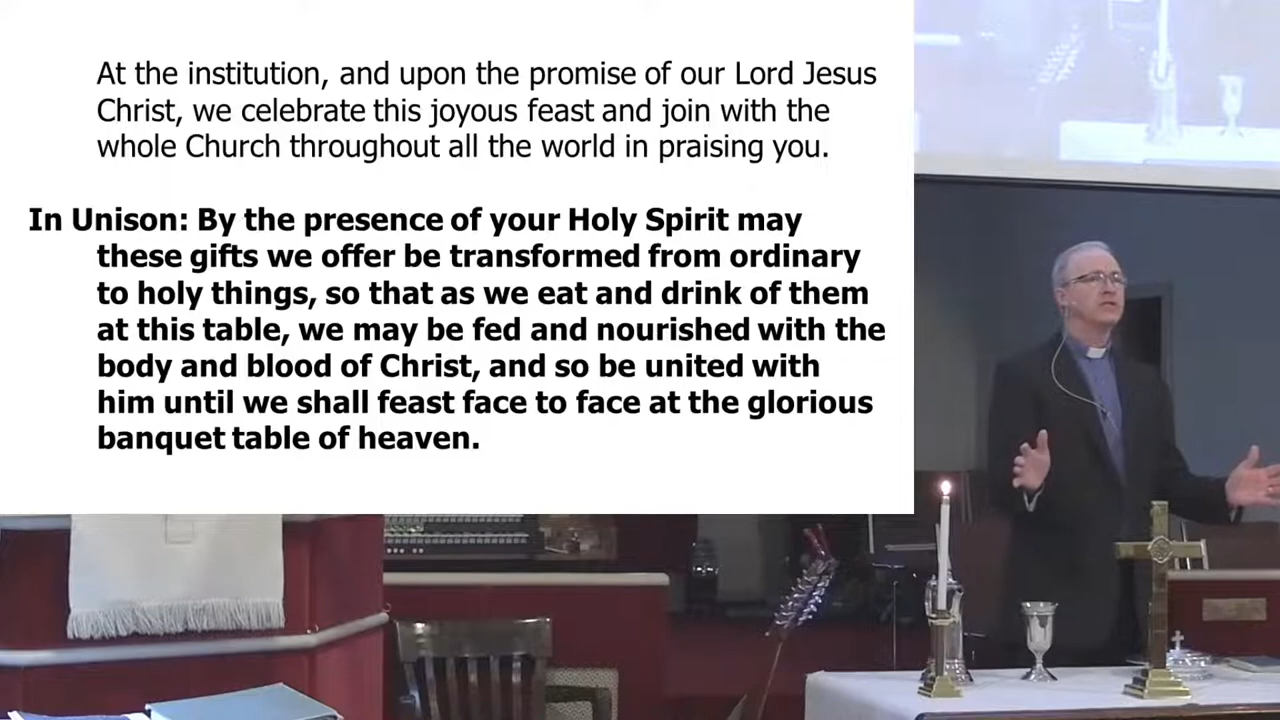 At the institution, and upon the promise of our Lord Jesus
Christ, we celebrate this joyous feast and join with the
whole Church throughout all the world in praising you.
In Unison: By the presence of your Holy Spirit may
these gifts we offer be transformed from ordinary
to holy things, so that as we eat and drink of them
at this table, we may be fed and nourished with the
body and blood of Christ, and so be united with
him until we shall feast face to face at the glorious
banquet table of heaven.